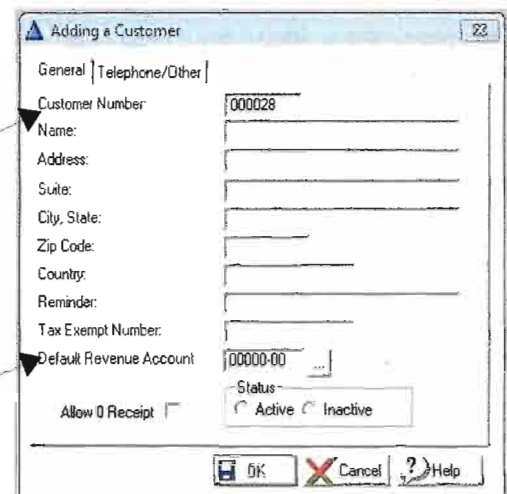 Adding a Customer
General Telephone/Other
Customer Number 000028
Name:
Address:
Suite:
City, State:
Zip Code:
Country:
Reminder:
Tax Exempt Number:
Default Revenue Account 00000-00 ...
Status
Allow 0 Receipt Active Inactive
OK Cancel ? Help